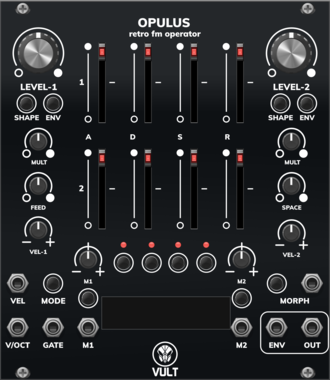 OPULUS
retro fm operator
LEVEL-1
LEVEL-2
SHAPE ENV
SHAPE ENV
1
MULT
MULT
A D S R
FEED
SPACE
2
VEL-1
VEL-2
M1
M2
VEL MODE
MORPH
V/OCT GATE M1
M2 ENV OUT
VULT